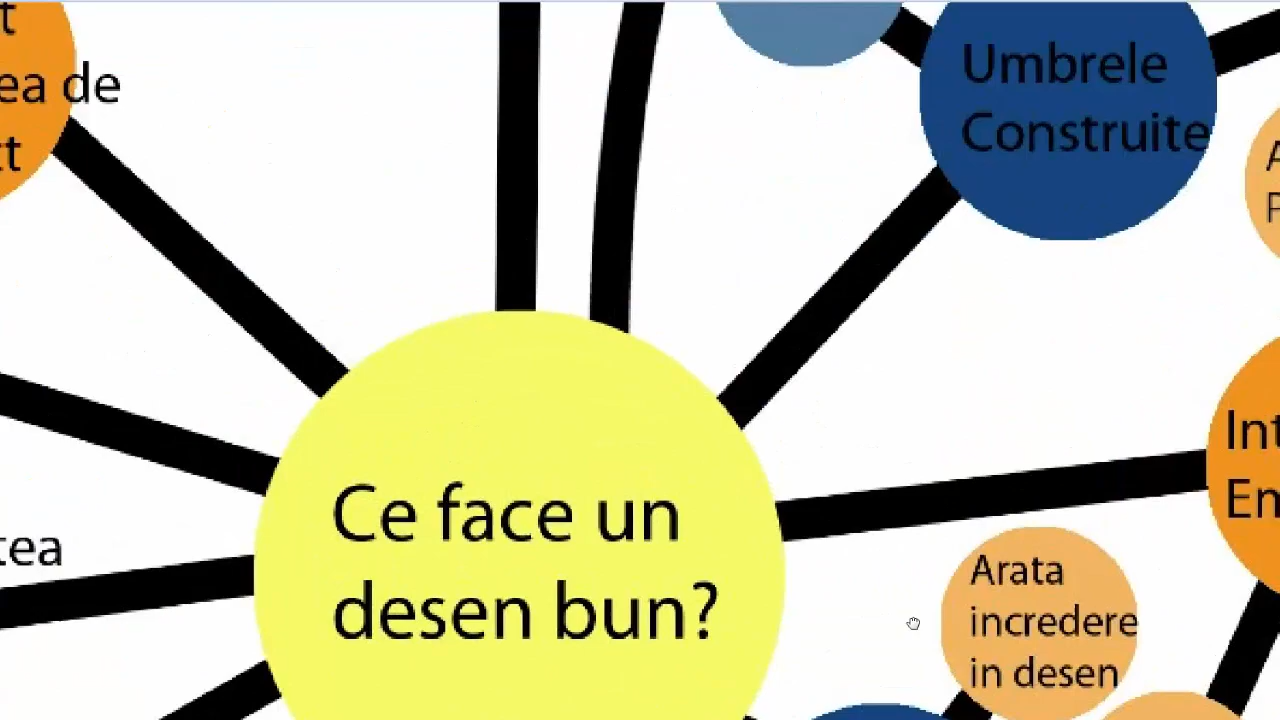 ea de
Umbrele
Construite
Ce face un
desen bun?
tea
Arata
incredere
in desen